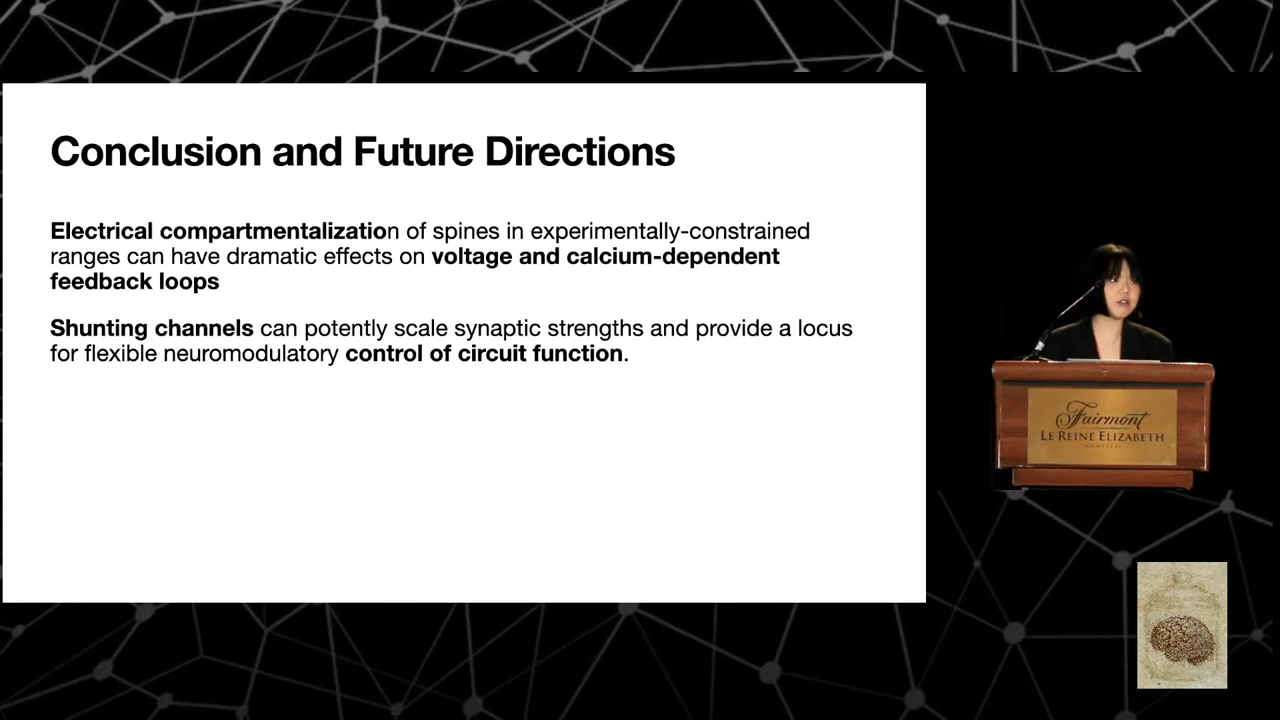 Conclusion and Future Directions
Electrical compartmentalization of spines in experimentally-constrained
ranges can have dramatic effects on voltage and calcium-dependent
feedback loops
Shunting channels can potently scale synaptic strengths and provide a locus
for flexible neuromodulatory control of circuit function.
Fairmont
LE REINE ELIZABETH
MONTREAL